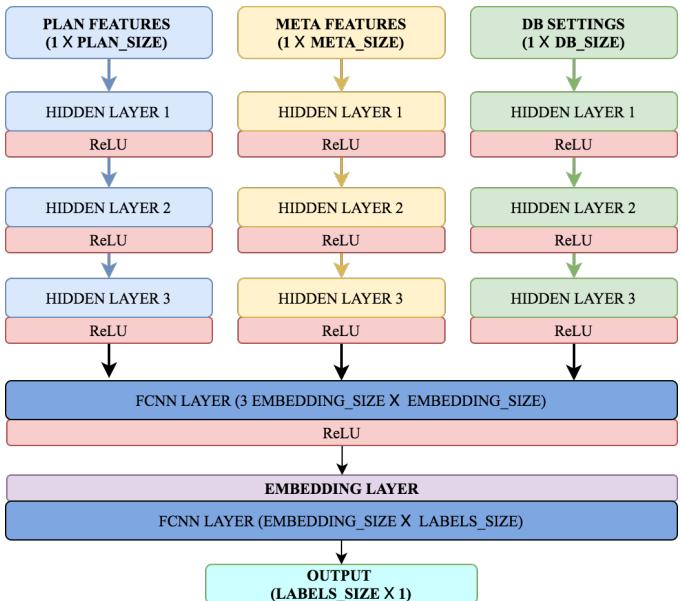 PLAN FEATURES
(1 X PLAN_SIZE)
META FEATURES
(1 X META_SIZE)
DB SETTINGS
(1 X DB_SIZE)
HIDDEN LAYER 1
HIDDEN LAYER 1
HIDDEN LAYER 1
ReLU
ReLU
ReLU
HIDDEN LAYER 2
HIDDEN LAYER 2
HIDDEN LAYER 2
ReLU
ReLU
ReLU
HIDDEN LAYER 3
HIDDEN LAYER 3
HIDDEN LAYER 3
ReLU
ReLU
ReLU
FCNN LAYER (3 EMBEDDING_SIZE X EMBEDDING_SIZE)
ReLU
EMBEDDING LAYER
FCNN LAYER (EMBEDDING_SIZE X LABELS_SIZE)
OUTPUT
(LABELS_SIZE X 1)